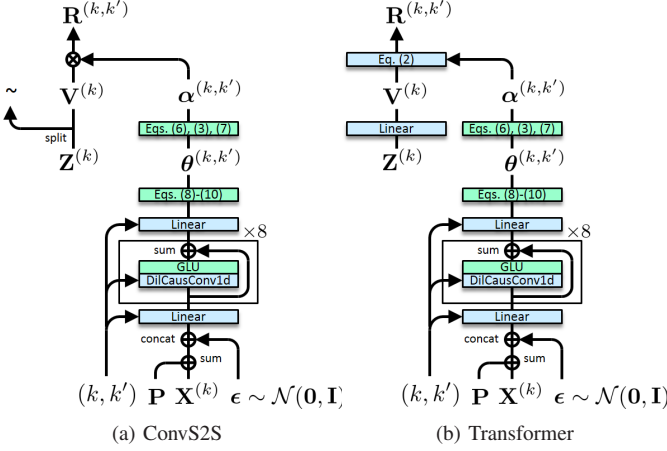 R^(k,k′) R^(k,k′)
⊗ Eq. (2)
V^(k) α^(k,k′) V^(k) α^(k,k′)
~
split Eqs. (6), (3), (7) Linear Eqs. (6), (3), (7)
Z^(k) θ^(k,k′) Z^(k) θ^(k,k′)
Eqs. (8)-(10) Eqs. (8)-(10)
Linear Linear
×8 ×8
sum ⊕ sum ⊕
GLU GLU
DilCausConv1d DilCausConv1d
Linear Linear
concat ⊕ concat ⊕
⊕ sum ⊕ sum
(k, k′) P X^(k) ϵ ∼ N(0, I) (k, k′) P X^(k) ϵ ∼ N(0, I)
(a) ConvS2S (b) Transformer